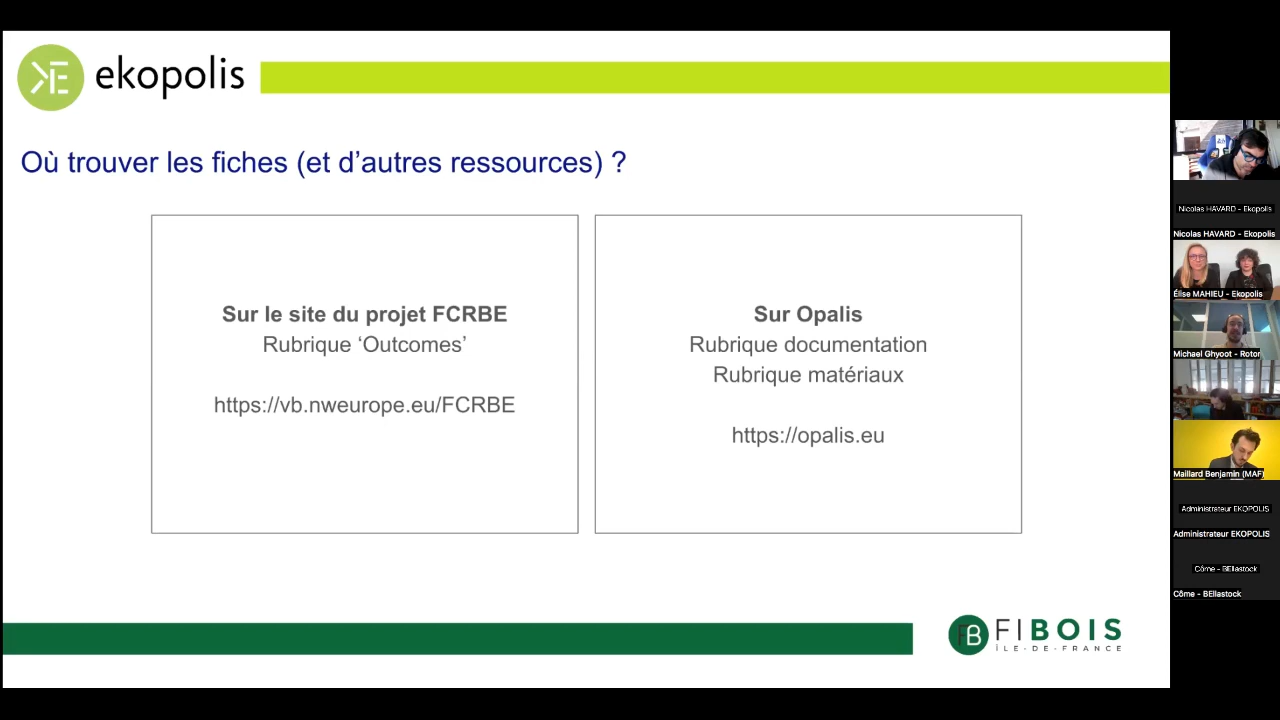 ekopolis
Où trouver les fiches (et d’autres ressources) ?
Sur le site du projet FCRBE
Rubrique ‘Outcomes’
https://vb.nweurope.eu/FCRBE
Sur Opalis
Rubrique documentation
Rubrique matériaux
https://opalis.eu
FB FIBOIS
ÎLE-DE-FRANCE
Nicolas HAVARD - Ekopolis
Nicolas HAVARD - Ekopolis
Élise MAHIEU - Ekopolis
Michael Ghyoot - Rotor
Maillard Benjamin (MAF)
Administrateur EKOPOLIS
Administrateur EKOPOLIS
Côme - BEllastock
Côme - BEllastock